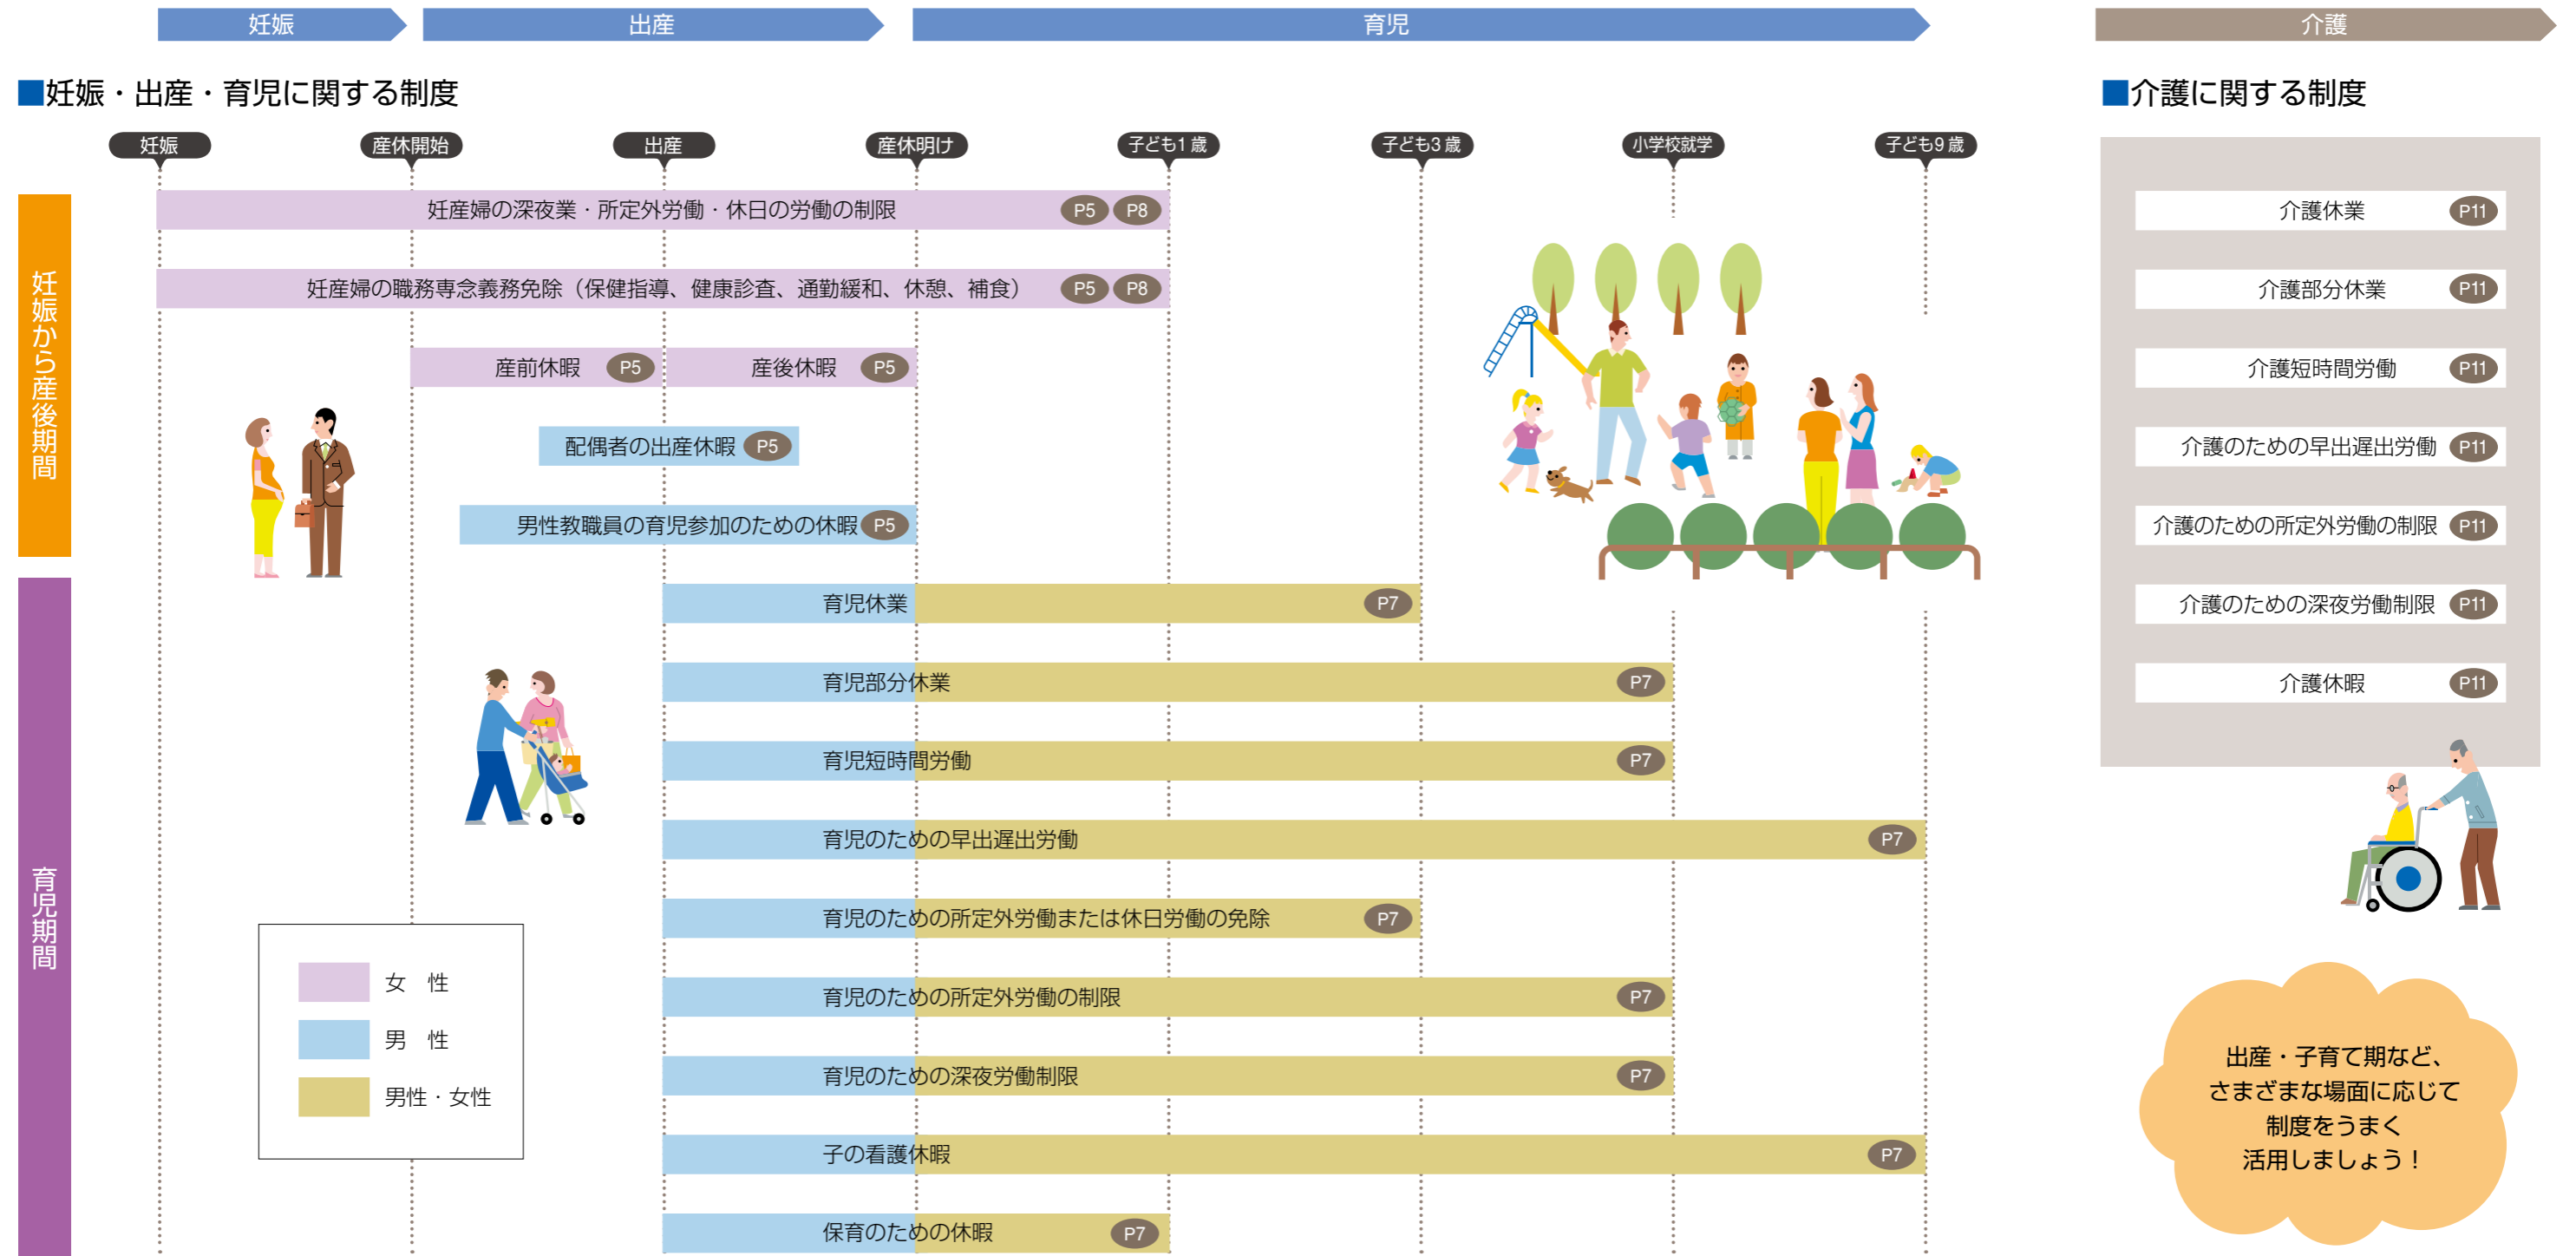 妊娠
出産
育児
介護
■妊娠・出産・育児に関する制度
妊娠
産休開始
出産
産休明け
子ども1歳
子ども3歳
小学校就学
子ども9歳
妊娠から産後期間
妊産婦の深夜業・所定外労働・休日の労働の制限 P5 P8
妊産婦の職務専念義務免除（保健指導、健康診査、通勤緩和、休憩、補食） P5 P8
産前休暇 P5
産後休暇 P5
配偶者の出産休暇 P5
男性教職員の育児参加のための休暇 P5
育児期間
育児休業 P7
育児部分休業 P7
育児短時間労働 P7
育児のための早出遅出労働 P7
育児のための所定外労働または休日労働の免除 P7
育児のための所定外労働の制限 P7
育児のための深夜労働制限 P7
子の看護休暇 P7
保育のための休暇 P7
女　性
男　性
男性・女性
■介護に関する制度
介護休業 P11
介護部分休業 P11
介護短時間労働 P11
介護のための早出遅出労働 P11
介護のための所定外労働の制限 P11
介護のための深夜労働制限 P11
介護休暇 P11
出産・子育て期など、
さまざまな場面に応じて
制度をうまく
活用しましょう！